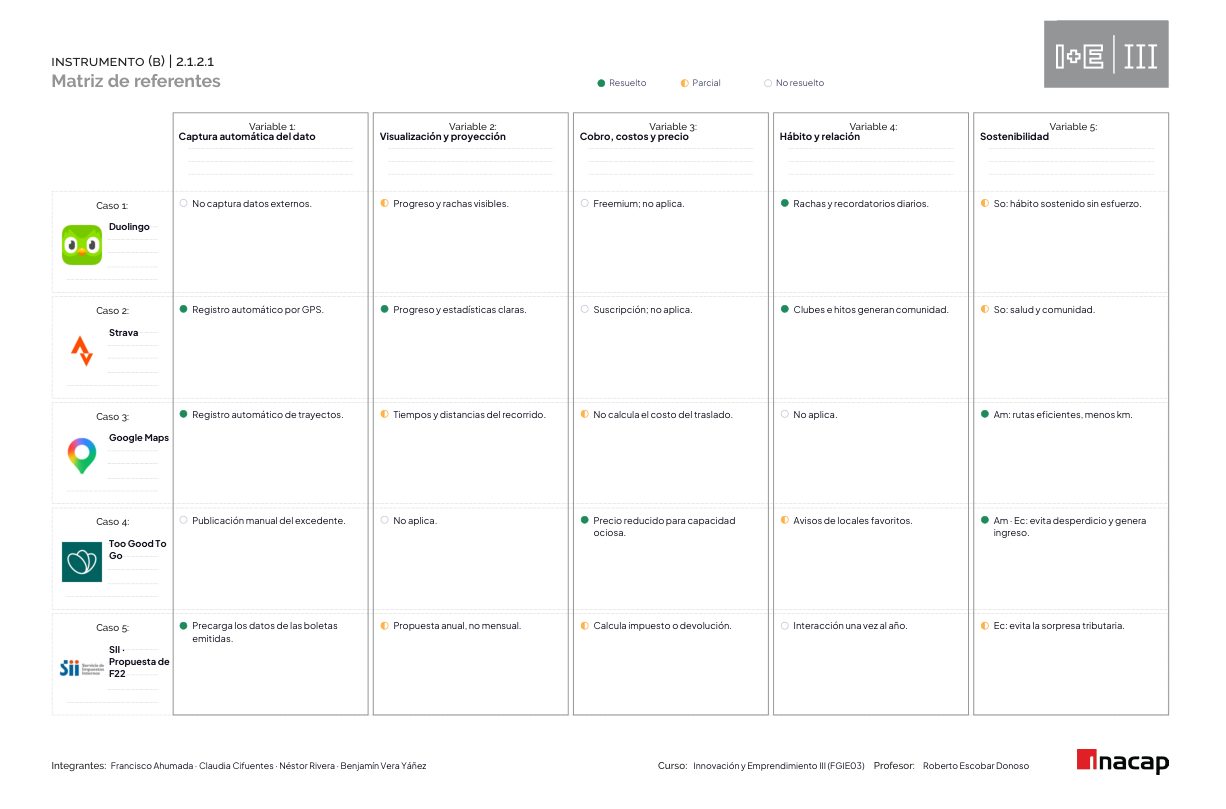 INSTRUMENTO (B) | 2.1.2.1
Matriz de referentes
Resuelto
Parcial
No resuelto
I+E III
Variable 1:
Captura automática del dato
Variable 2:
Visualización y proyección
Variable 3:
Cobro, costos y precio
Variable 4:
Hábito y relación
Variable 5:
Sostenibilidad
Caso 1:
Duolingo
No captura datos externos.
Progreso y rachas visibles.
Freemium; no aplica.
Rachas y recordatorios diarios.
So: hábito sostenido sin esfuerzo.
Caso 2:
Strava
Registro automático por GPS.
Progreso y estadísticas claras.
Suscripción; no aplica.
Clubes e hitos generan comunidad.
So: salud y comunidad.
Caso 3:
Google Maps
Registro automático de trayectos.
Tiempos y distancias del recorrido.
No calcula el costo del traslado.
No aplica.
Am: rutas eficientes, menos km.
Caso 4:
Too Good To
Go
Publicación manual del excedente.
No aplica.
Precio reducido para capacidad
ociosa.
Avisos de locales favoritos.
Am · Ec: evita desperdicio y genera
ingreso.
Caso 5:
Sii Servicio de
Impuestos
Internos
SII ·
Propuesta de
F22
Precarga los datos de las boletas
emitidas.
Propuesta anual, no mensual.
Calcula impuesto o devolución.
Interacción una vez al año.
Ec: evita la sorpresa tributaria.
Integrantes: Francisco Ahumada · Claudia Cifuentes · Néstor Rivera · Benjamín Vera Yáñez
Curso: Innovación y Emprendimiento III (FGIE03) Profesor: Roberto Escobar Donoso
inacap